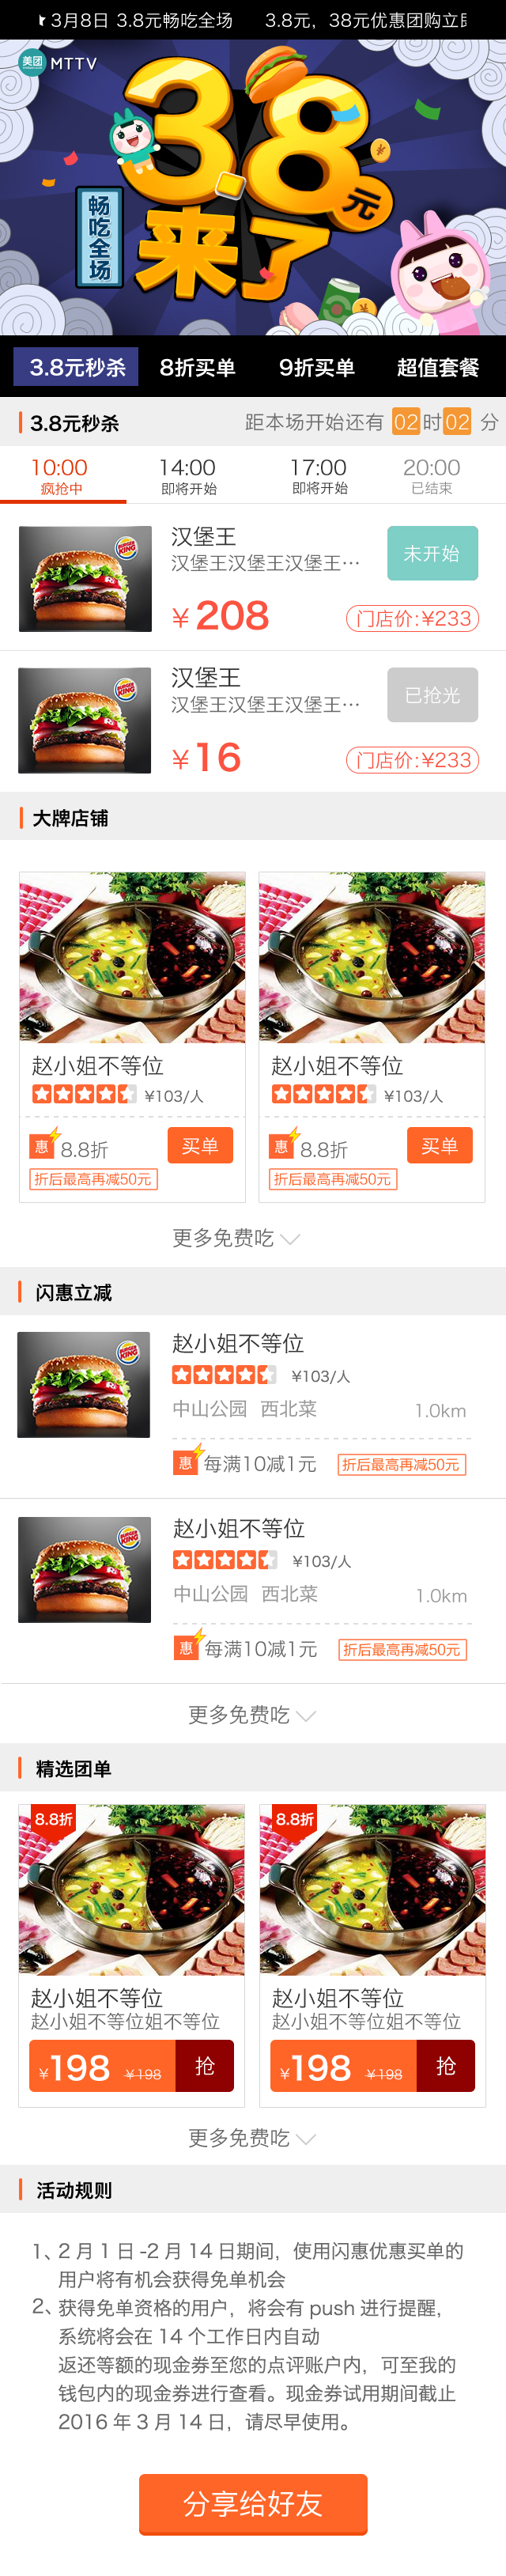 3月8日 3.8元畅吃全场 3.8元，38元优惠团购立即
美团 MTTV
38元
来了
畅吃全场
3.8元秒杀 8折买单 9折买单 超值套餐
3.8元秒杀 距本场开始还有 02 时 02 分
10:00 14:00 17:00 20:00
疯抢中 即将开始 即将开始 已结束
汉堡王
汉堡王汉堡王汉堡王…
未开始
¥208 门店价:¥233
BURGER KING
汉堡王
汉堡王汉堡王汉堡王…
已抢光
¥16 门店价:¥233
BURGER KING
大牌店铺
赵小姐不等位 赵小姐不等位
¥103/人 ¥103/人
惠 8.8折 买单 惠 8.8折 买单
折后最高再减50元 折后最高再减50元
更多免费吃
闪惠立减
BURGER KING
赵小姐不等位
¥103/人
中山公园 西北菜 1.0km
惠 每满10减1元 折后最高再减50元
BURGER KING
赵小姐不等位
¥103/人
中山公园 西北菜 1.0km
惠 每满10减1元 折后最高再减50元
更多免费吃
精选团单
8.8折 8.8折
赵小姐不等位 赵小姐不等位
赵小姐不等位姐不等位 赵小姐不等位姐不等位
¥198 ¥198 抢 ¥198 ¥198 抢
更多免费吃
活动规则
1、2 月 1 日 -2 月 14 日期间，使用闪惠优惠买单的
用户将有机会获得免单机会
2、获得免单资格的用户，将会有 push 进行提醒，
系统将会在 14 个工作日内自动
返还等额的现金券至您的点评账户内，可至我的
钱包内的现金券进行查看。现金券试用期间截止
2016 年 3 月 14 日，请尽早使用。
分享给好友